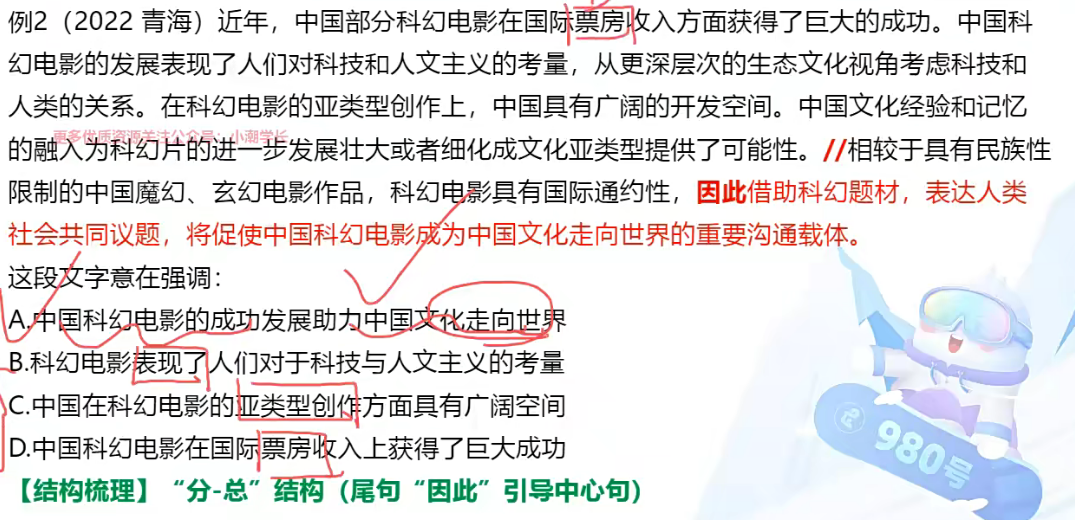 例2（2022 青海）近年，中国部分科幻电影在国际票房收入方面获得了巨大的成功。中国科
幻电影的发展表现了人们对科技和人文主义的考量，从更深层次的生态文化视角考虑科技和
人类的关系。在科幻电影的亚类型创作上，中国具有广阔的开发空间。中国文化经验和记忆
更多优质资源关注公众号：小潮学长
的融入为科幻片的进一步发展壮大或者细化成文化亚类型提供了可能性。//相较于具有民族性
限制的中国魔幻、玄幻电影作品，科幻电影具有国际通约性，因此借助科幻题材，表达人类
社会共同议题，将促使中国科幻电影成为中国文化走向世界的重要沟通载体。
这段文字意在强调：
A.中国科幻电影的成功发展助力中国文化走向世界
B.科幻电影表现了人们对于科技与人文主义的考量
C.中国在科幻电影的亚类型创作方面具有广阔空间
D.中国科幻电影在国际票房收入上获得了巨大成功
980号
【结构梳理】“分-总”结构（尾句“因此”引导中心句）